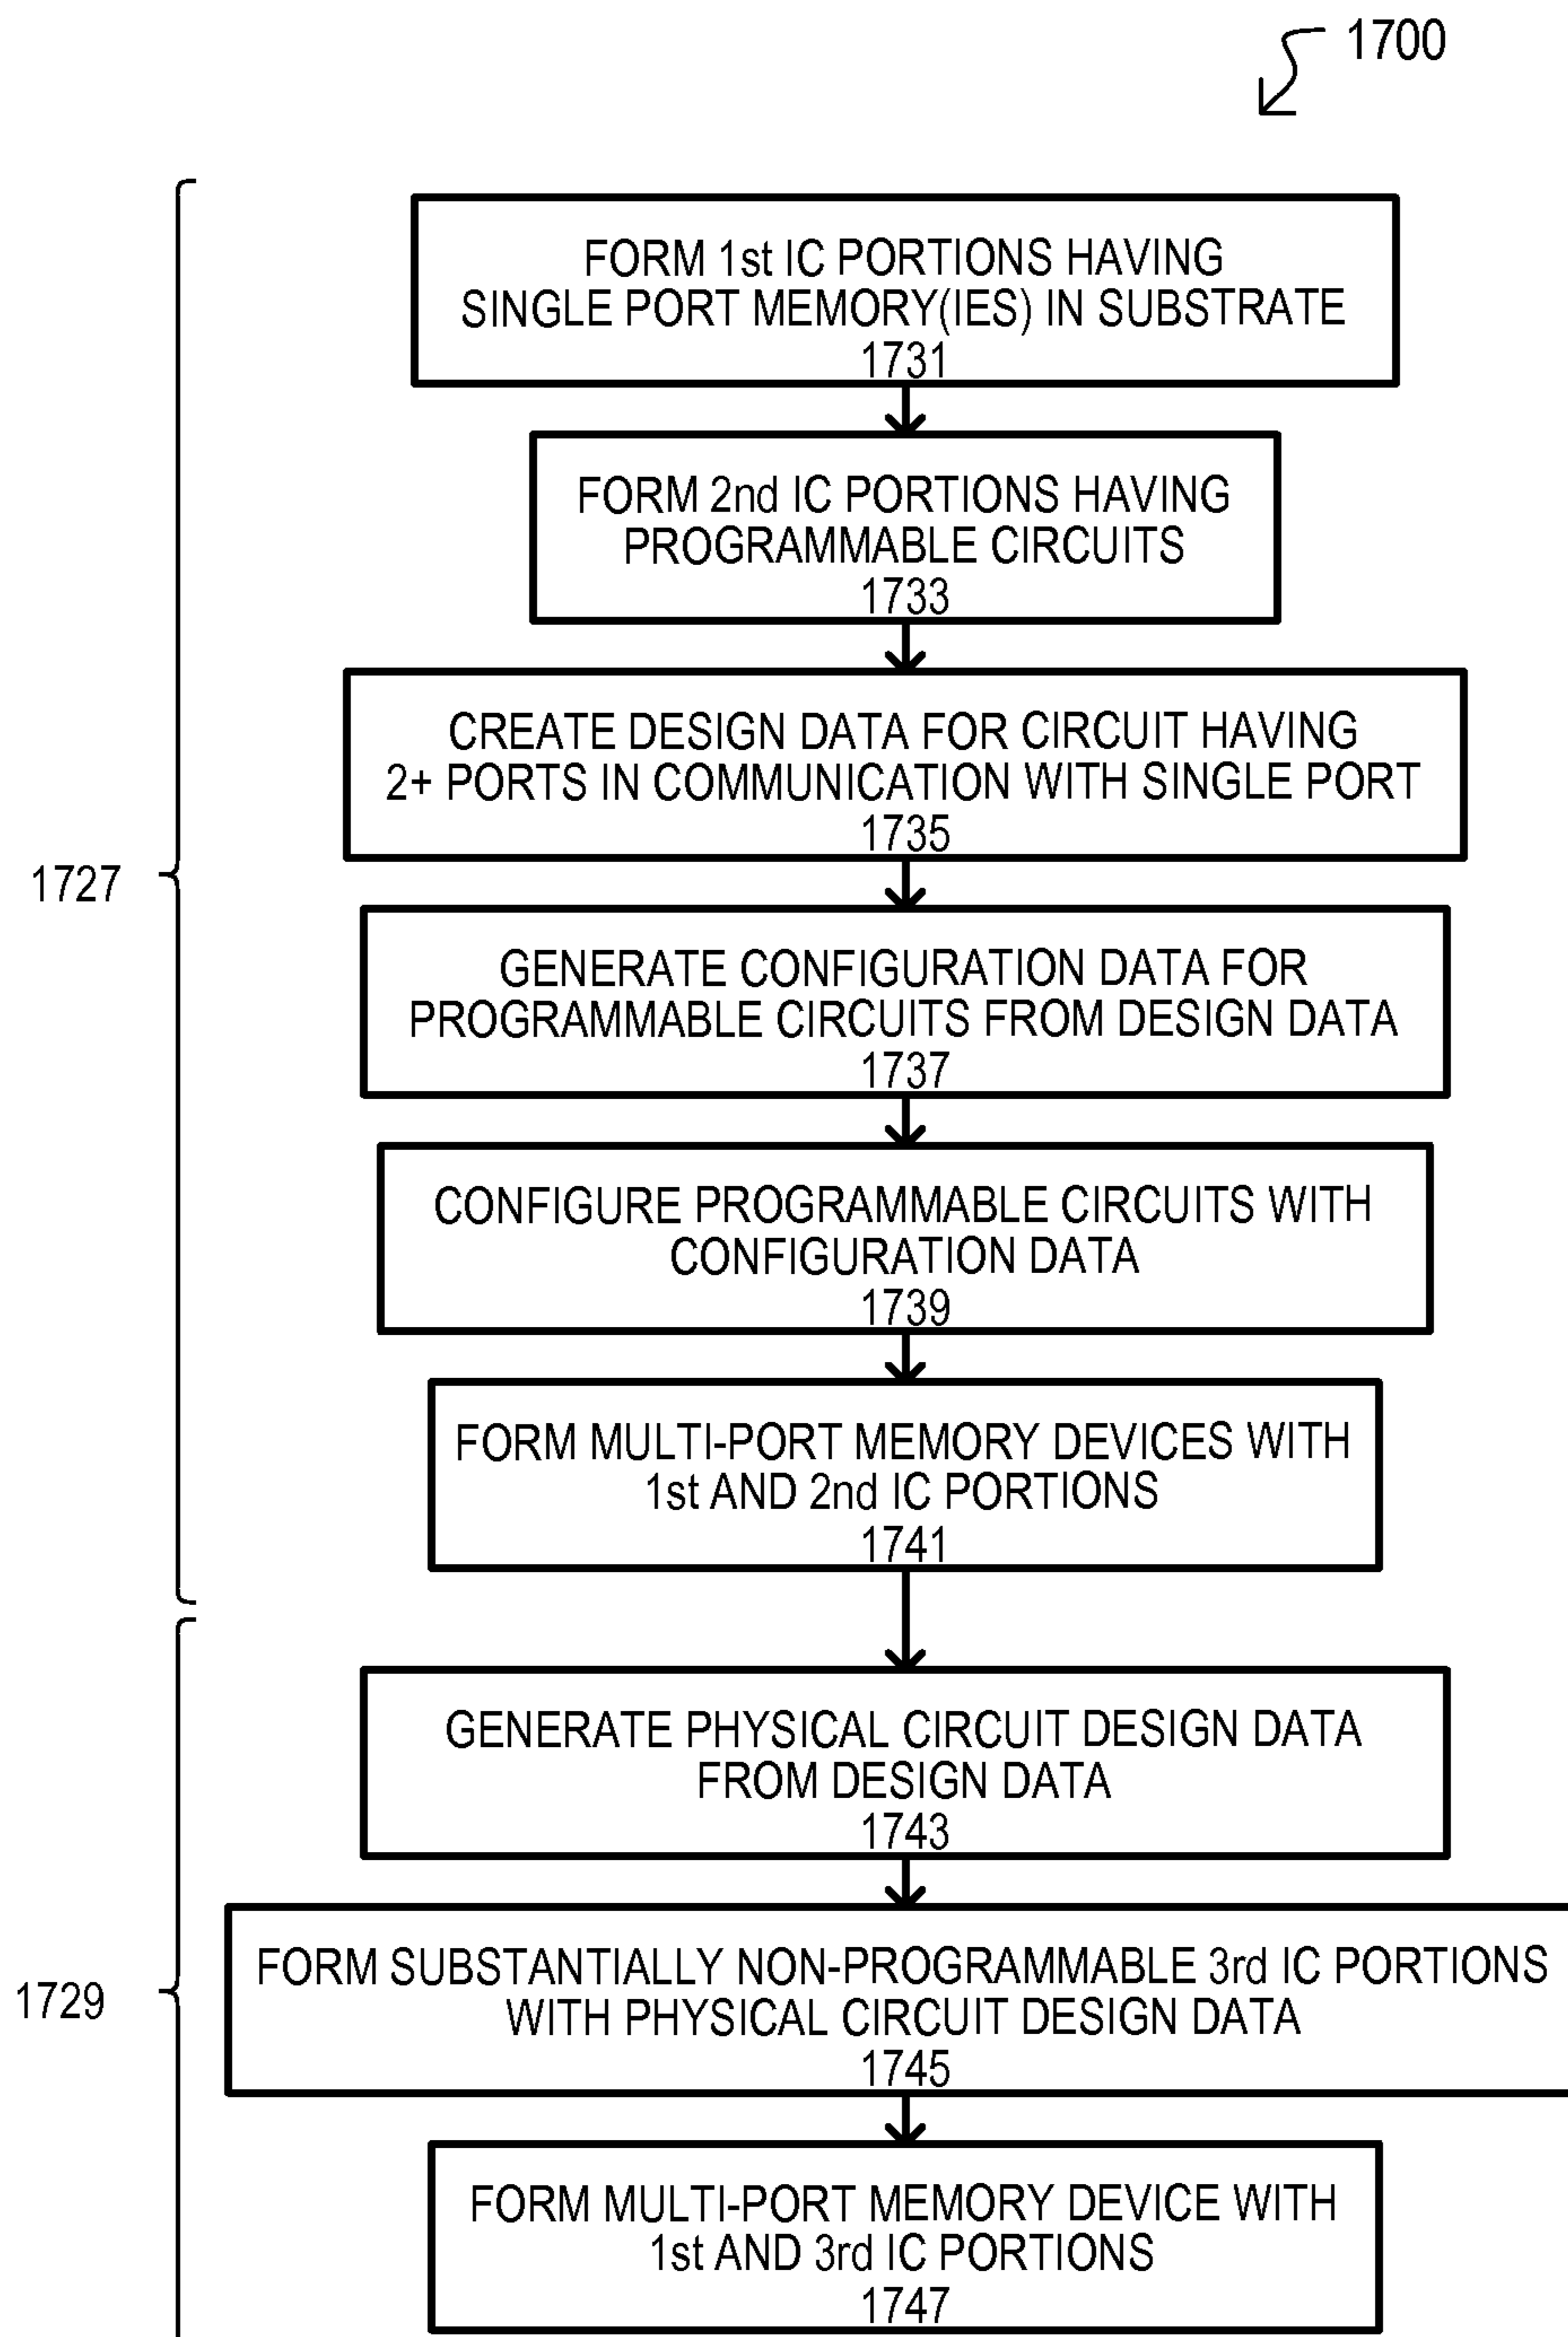 1700
FORM 1st IC PORTIONS HAVING
SINGLE PORT MEMORY(IES) IN SUBSTRATE
1731
FORM 2nd IC PORTIONS HAVING
PROGRAMMABLE CIRCUITS
1733
CREATE DESIGN DATA FOR CIRCUIT HAVING
2+ PORTS IN COMMUNICATION WITH SINGLE PORT
1735
1727
GENERATE CONFIGURATION DATA FOR
PROGRAMMABLE CIRCUITS FROM DESIGN DATA
1737
CONFIGURE PROGRAMMABLE CIRCUITS WITH
CONFIGURATION DATA
1739
FORM MULTI-PORT MEMORY DEVICES WITH
1st AND 2nd IC PORTIONS
1741
GENERATE PHYSICAL CIRCUIT DESIGN DATA
FROM DESIGN DATA
1743
FORM SUBSTANTIALLY NON-PROGRAMMABLE 3rd IC PORTIONS
WITH PHYSICAL CIRCUIT DESIGN DATA
1745
1729
FORM MULTI-PORT MEMORY DEVICE WITH
1st AND 3rd IC PORTIONS
1747